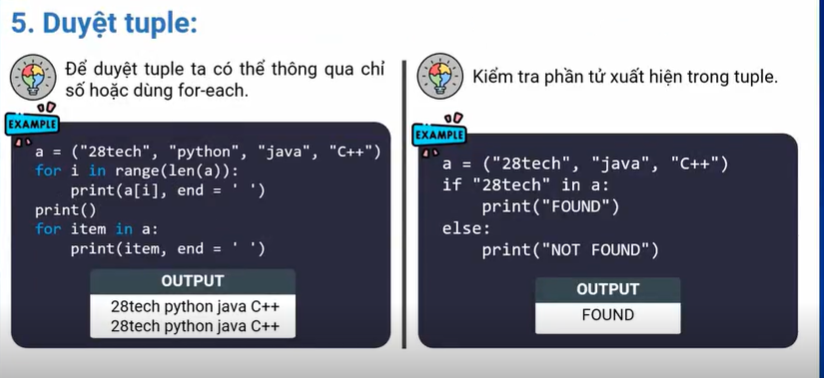 5. Duyệt tuple:
Để duyệt tuple ta có thể thông qua chỉ
số hoặc dùng for-each.
EXAMPLE
a = ("28tech", "python", "java", "C++")
for i in range(len(a)):
    print(a[i], end = ' ')
print()
for item in a:
    print(item, end = ' ')
OUTPUT
28tech python java C++
28tech python java C++
Kiểm tra phần tử xuất hiện trong tuple.
EXAMPLE
a = ("28tech", "java", "C++")
if "28tech" in a:
    print("FOUND")
else:
    print("NOT FOUND")
OUTPUT
FOUND